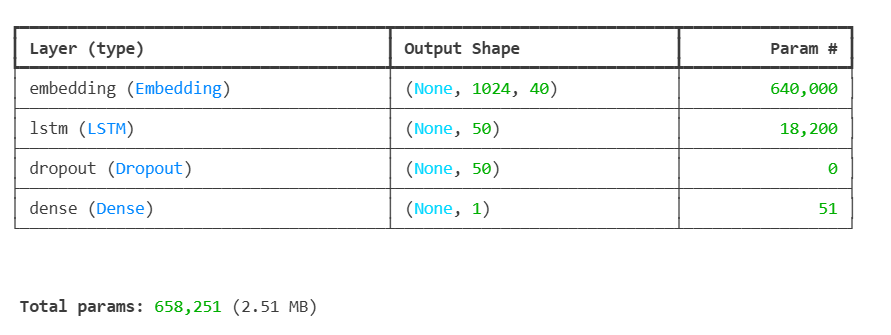 Layer (type) Output Shape Param #
embedding (Embedding) (None, 1024, 40) 640,000
lstm (LSTM) (None, 50) 18,200
dropout (Dropout) (None, 50) 0
dense (Dense) (None, 1) 51
Total params: 658,251 (2.51 MB)